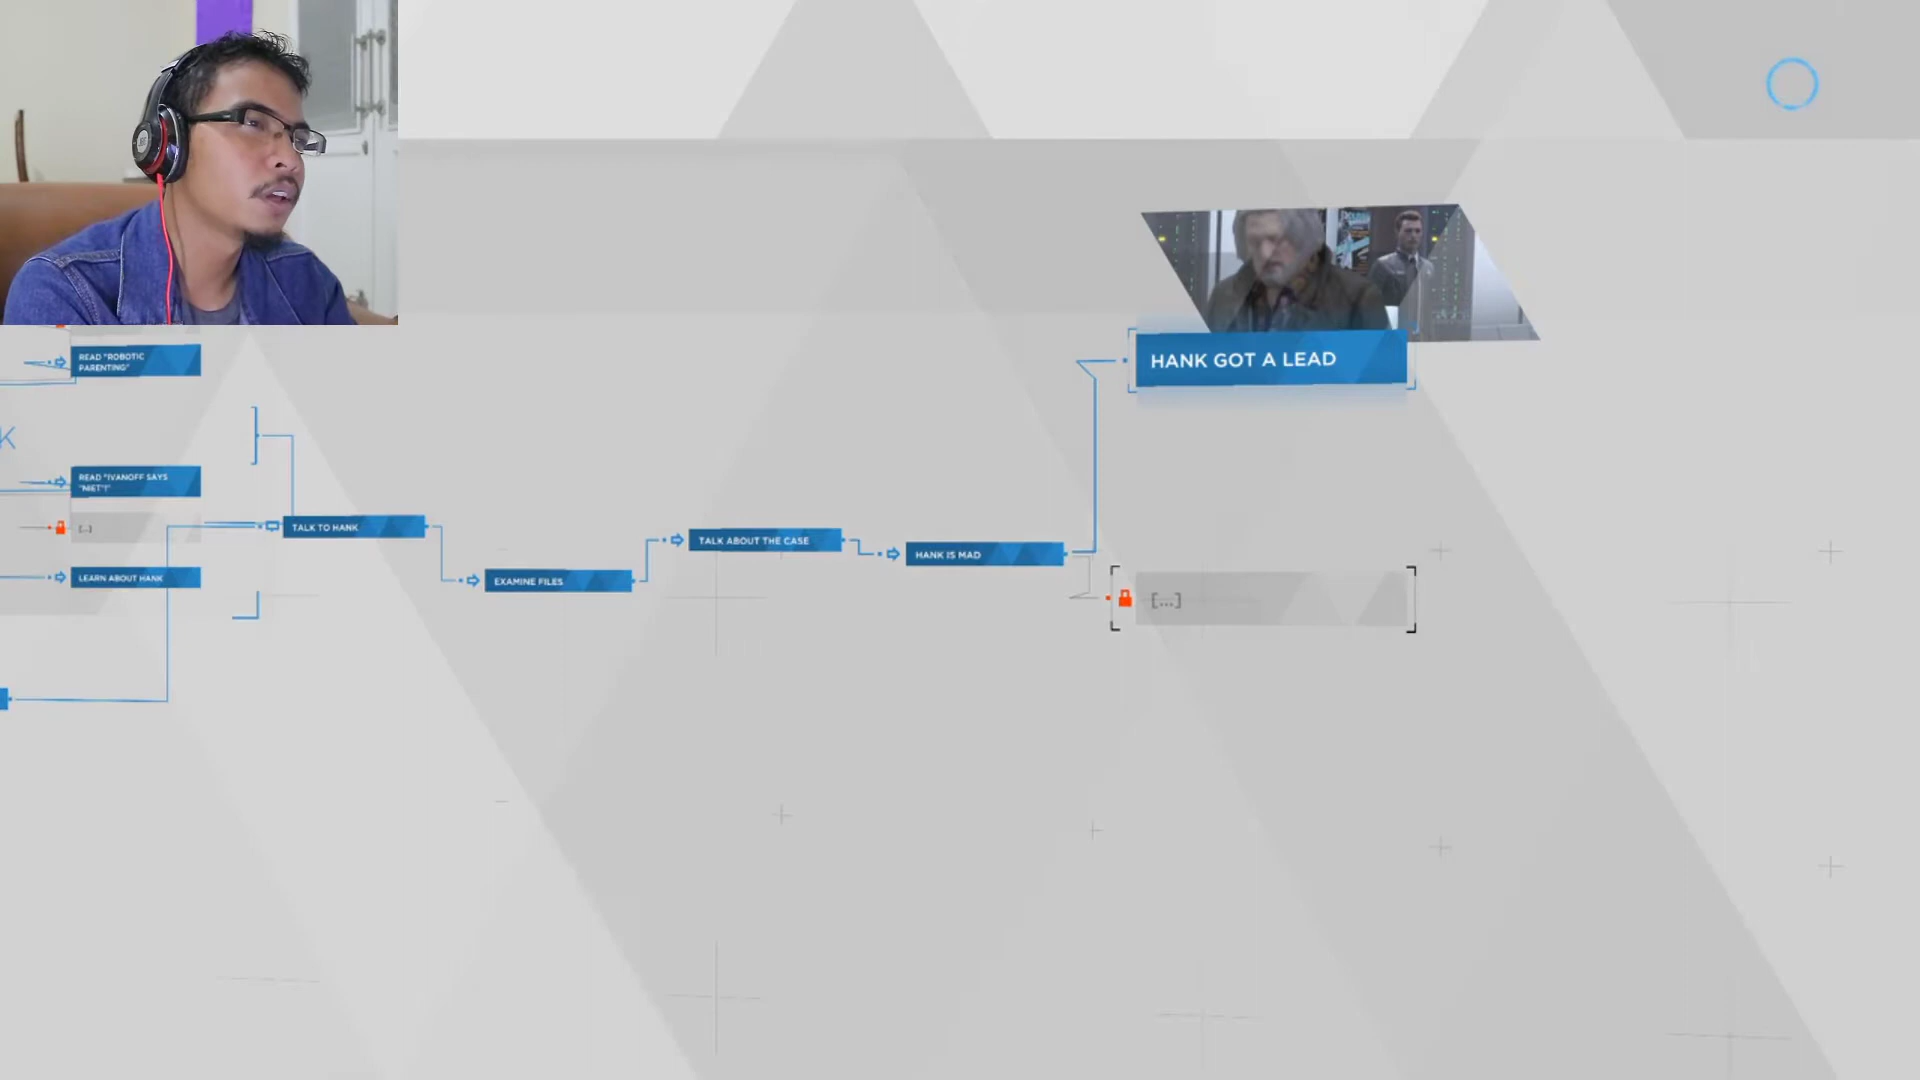 HANK GOT A LEAD
READ "ROBOTIC
PARENTING"
K
READ "IVANOFF SAYS
"NIET"!"
[...]
TALK TO HANK
TALK ABOUT THE CASE
HANK IS MAD
LEARN ABOUT HANK
EXAMINE FILES
[...]